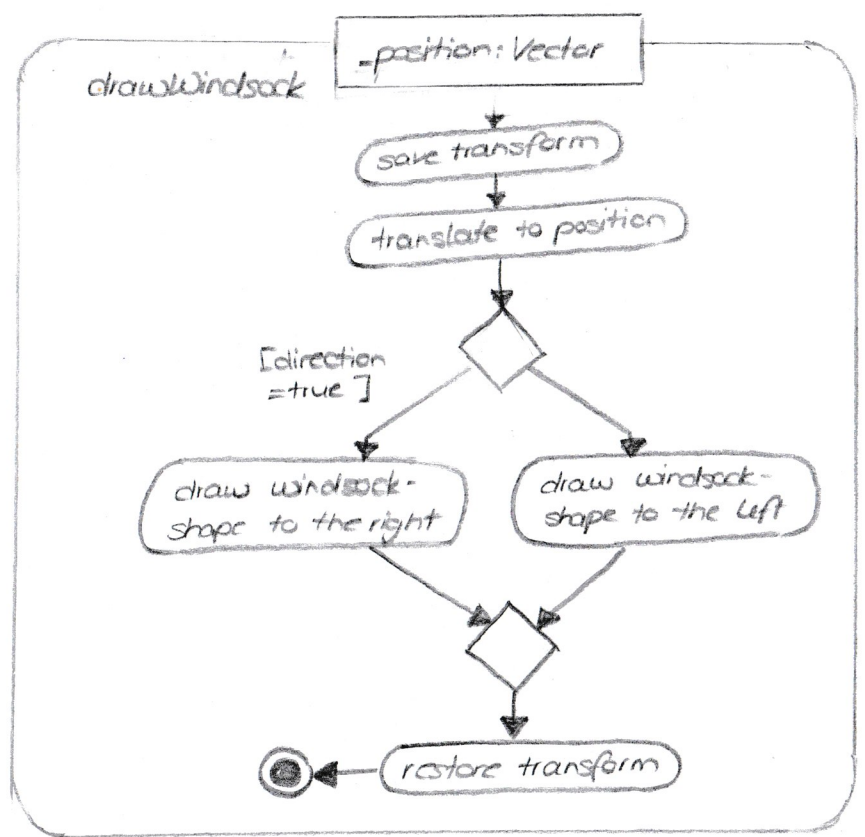 _position: Vector
drawWindsock
save transform
translate to position
[direction
=true]
draw windsock-
shape to the right
draw windsock-
shape to the left
restore transform